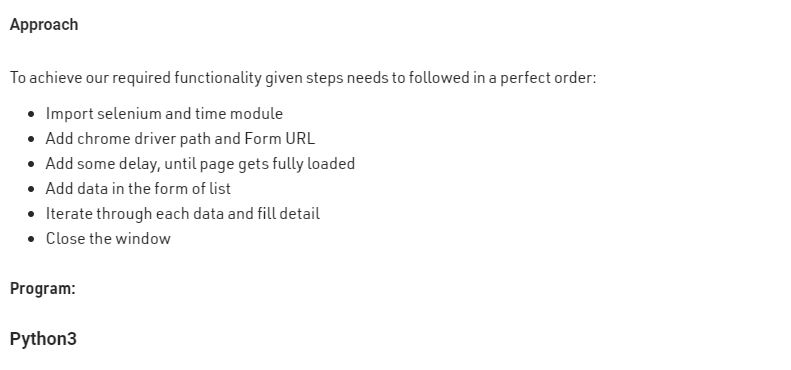 Approach
To achieve our required functionality given steps needs to followed in a perfect order:
• Import selenium and time module
• Add chrome driver path and Form URL
• Add some delay, until page gets fully loaded
• Add data in the form of list
• Iterate through each data and fill detail
• Close the window
Program:
Python3